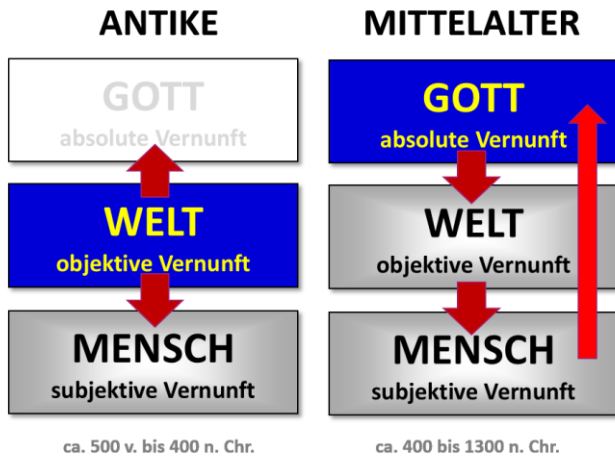 ANTIKE
GOTT
absolute Vernunft
WELT
objektive Vernunft
MENSCH
subjektive Vernunft
ca. 500 v. bis 400 n. Chr.
MITTELALTER
GOTT
absolute Vernunft
WELT
objektive Vernunft
MENSCH
subjektive Vernunft
ca. 400 bis 1300 n. Chr.